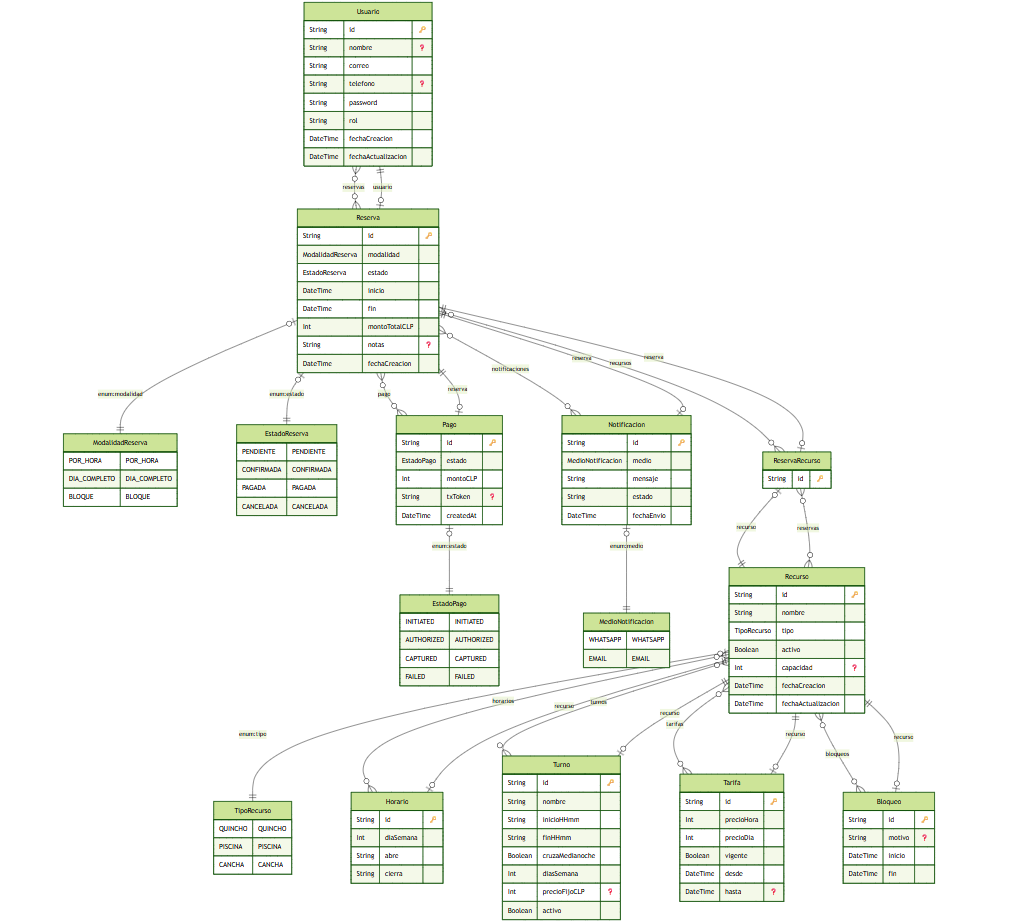 Usuario
String id
String nombre ?
String correo
String telefono ?
String password
String rol
DateTime fechaCreacion
DateTime fechaActualizacion
reservas usuario
Reserva
String id
ModalidadReserva modalidad
EstadoReserva estado
DateTime inicio
DateTime fin
Int montoTotalCLP
String notas ?
DateTime fechaCreacion
reserva recursos reserva
notificaciones
enum:modalidad enum:estado pago reserva
ModalidadReserva
POR_HORA POR_HORA
DIA_COMPLETO DIA_COMPLETO
BLOQUE BLOQUE
EstadoReserva
PENDIENTE PENDIENTE
CONFIRMADA CONFIRMADA
PAGADA PAGADA
CANCELADA CANCELADA
Pago
String id
EstadoPago estado
Int montoCLP
String txToken ?
DateTime createdAt
Notificacion
String id
MedioNotificacion medio
String mensaje
String estado
DateTime fechaEnvio
ReservaRecurso
String id
recurso reservas
enum:estado enum:medio
EstadoPago
INITIATED INITIATED
AUTHORIZED AUTHORIZED
CAPTURED CAPTURED
FAILED FAILED
MedioNotificacion
WHATSAPP WHATSAPP
EMAIL EMAIL
Recurso
String id
String nombre
TipoRecurso tipo
Boolean activo
Int capacidad ?
DateTime fechaCreacion
DateTime fechaActualizacion
enum:tipo horarios recurso turnos recurso
tarifas recurso bloqueos recurso
TipoRecurso
QUINCHO QUINCHO
PISCINA PISCINA
CANCHA CANCHA
Horario
String id
Int diaSemana
String abre
String cierra
Turno
String id
String nombre
String inicioHHmm
String finHHmm
Boolean cruzaMedianoche
Int diasSemana
Int precioFijoCLP ?
Boolean activo
Tarifa
String id
Int precioHora
Int precioDia
Boolean vigente
DateTime desde
DateTime hasta ?
Bloqueo
String id
String motivo ?
DateTime inicio
DateTime fin